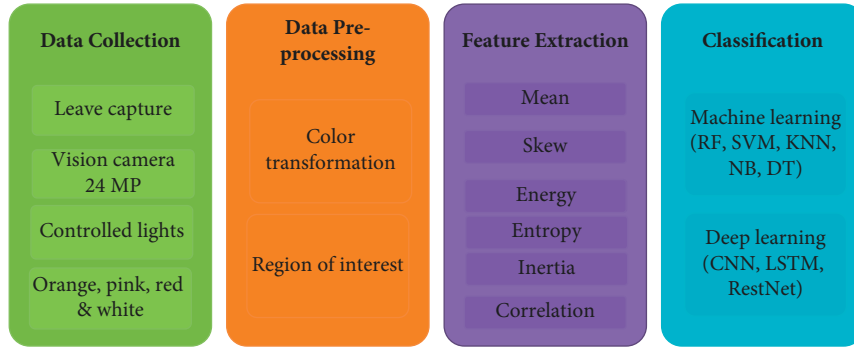 Data Collection
Leave capture
Vision camera
24 MP
Controlled lights
Orange, pink, red
& white
Data Pre-
processing
Color
transformation
Region of interest
Feature Extraction
Mean
Skew
Energy
Entropy
Inertia
Correlation
Classification
Machine learning
(RF, SVM, KNN,
NB, DT)
Deep learning
(CNN, LSTM,
RestNet)